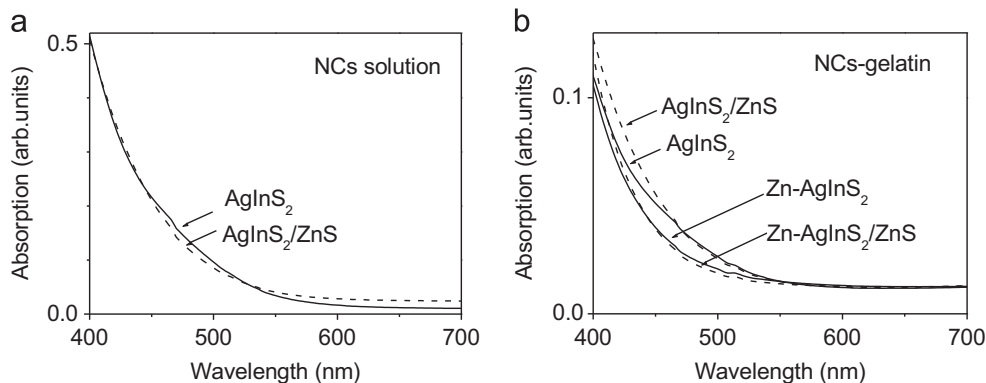 a
NCs solution
0.5
0.0
AgInS2
AgInS2/ZnS
400 500 600 700
Wavelength (nm)
Absorption (arb.units)
b
NCs-gelatin
0.1
0.0
AgInS2/ZnS
AgInS2
Zn-AgInS2
Zn-AgInS2/ZnS
400 500 600 700
Wavelength (nm)
Absorption (arb.units)